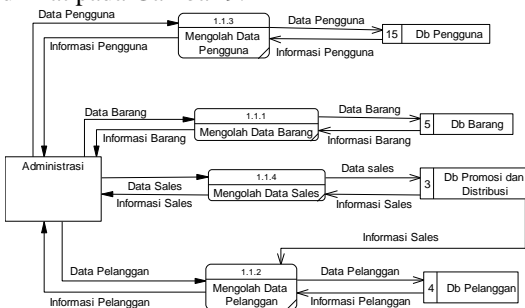 Data Pengguna
1.1.3
Mengolah Data
Pengguna
Data Pengguna
15 Db Pengguna
Informasi Pengguna
Informasi Pengguna
Data Barang
1.1.1
Mengolah Data Barang
Data Barang
5 Db Barang
Informasi Barang
Informasi Barang
Administrasi
Data Sales
1.1.4
Mengolah Data Sales
Data sales
3 Db Promosi dan
Distribusi
Informasi Sales
Informasi Sales
Informasi Sales
Data Pelanggan
1.1.2
Mengolah Data
Pelanggan
Data Pelanggan
4 Db Pelanggan
Informasi Pelanggan
Informasi Pelanggan